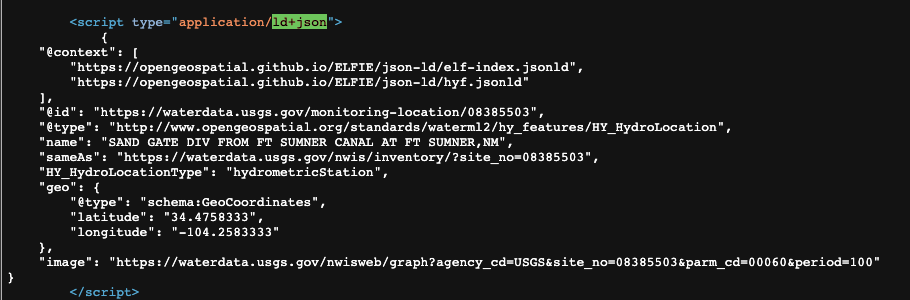 <script type="application/ld+json">
{
"@context": [
"https://opengeospatial.github.io/ELFIE/json-ld/elf-index.jsonld",
"https://opengeospatial.github.io/ELFIE/json-ld/hyf.jsonld"
],
"@id": "https://waterdata.usgs.gov/monitoring-location/08385503",
"@type": "http://www.opengeospatial.org/standards/waterml2/hy_features/HY_HydroLocation",
"name": "SAND GATE DIV FROM FT SUMNER CANAL AT FT SUMNER,NM",
"sameAs": "https://waterdata.usgs.gov/nwis/inventory/?site_no=08385503",
"HY_HydroLocationType": "hydrometricStation",
"geo": {
"@type": "schema:GeoCoordinates",
"latitude": "34.4758333",
"longitude": "-104.2583333"
},
"image": "https://waterdata.usgs.gov/nwisweb/graph?agency_cd=USGS&site_no=08385503&parm_cd=00060&period=100"
}
</script>